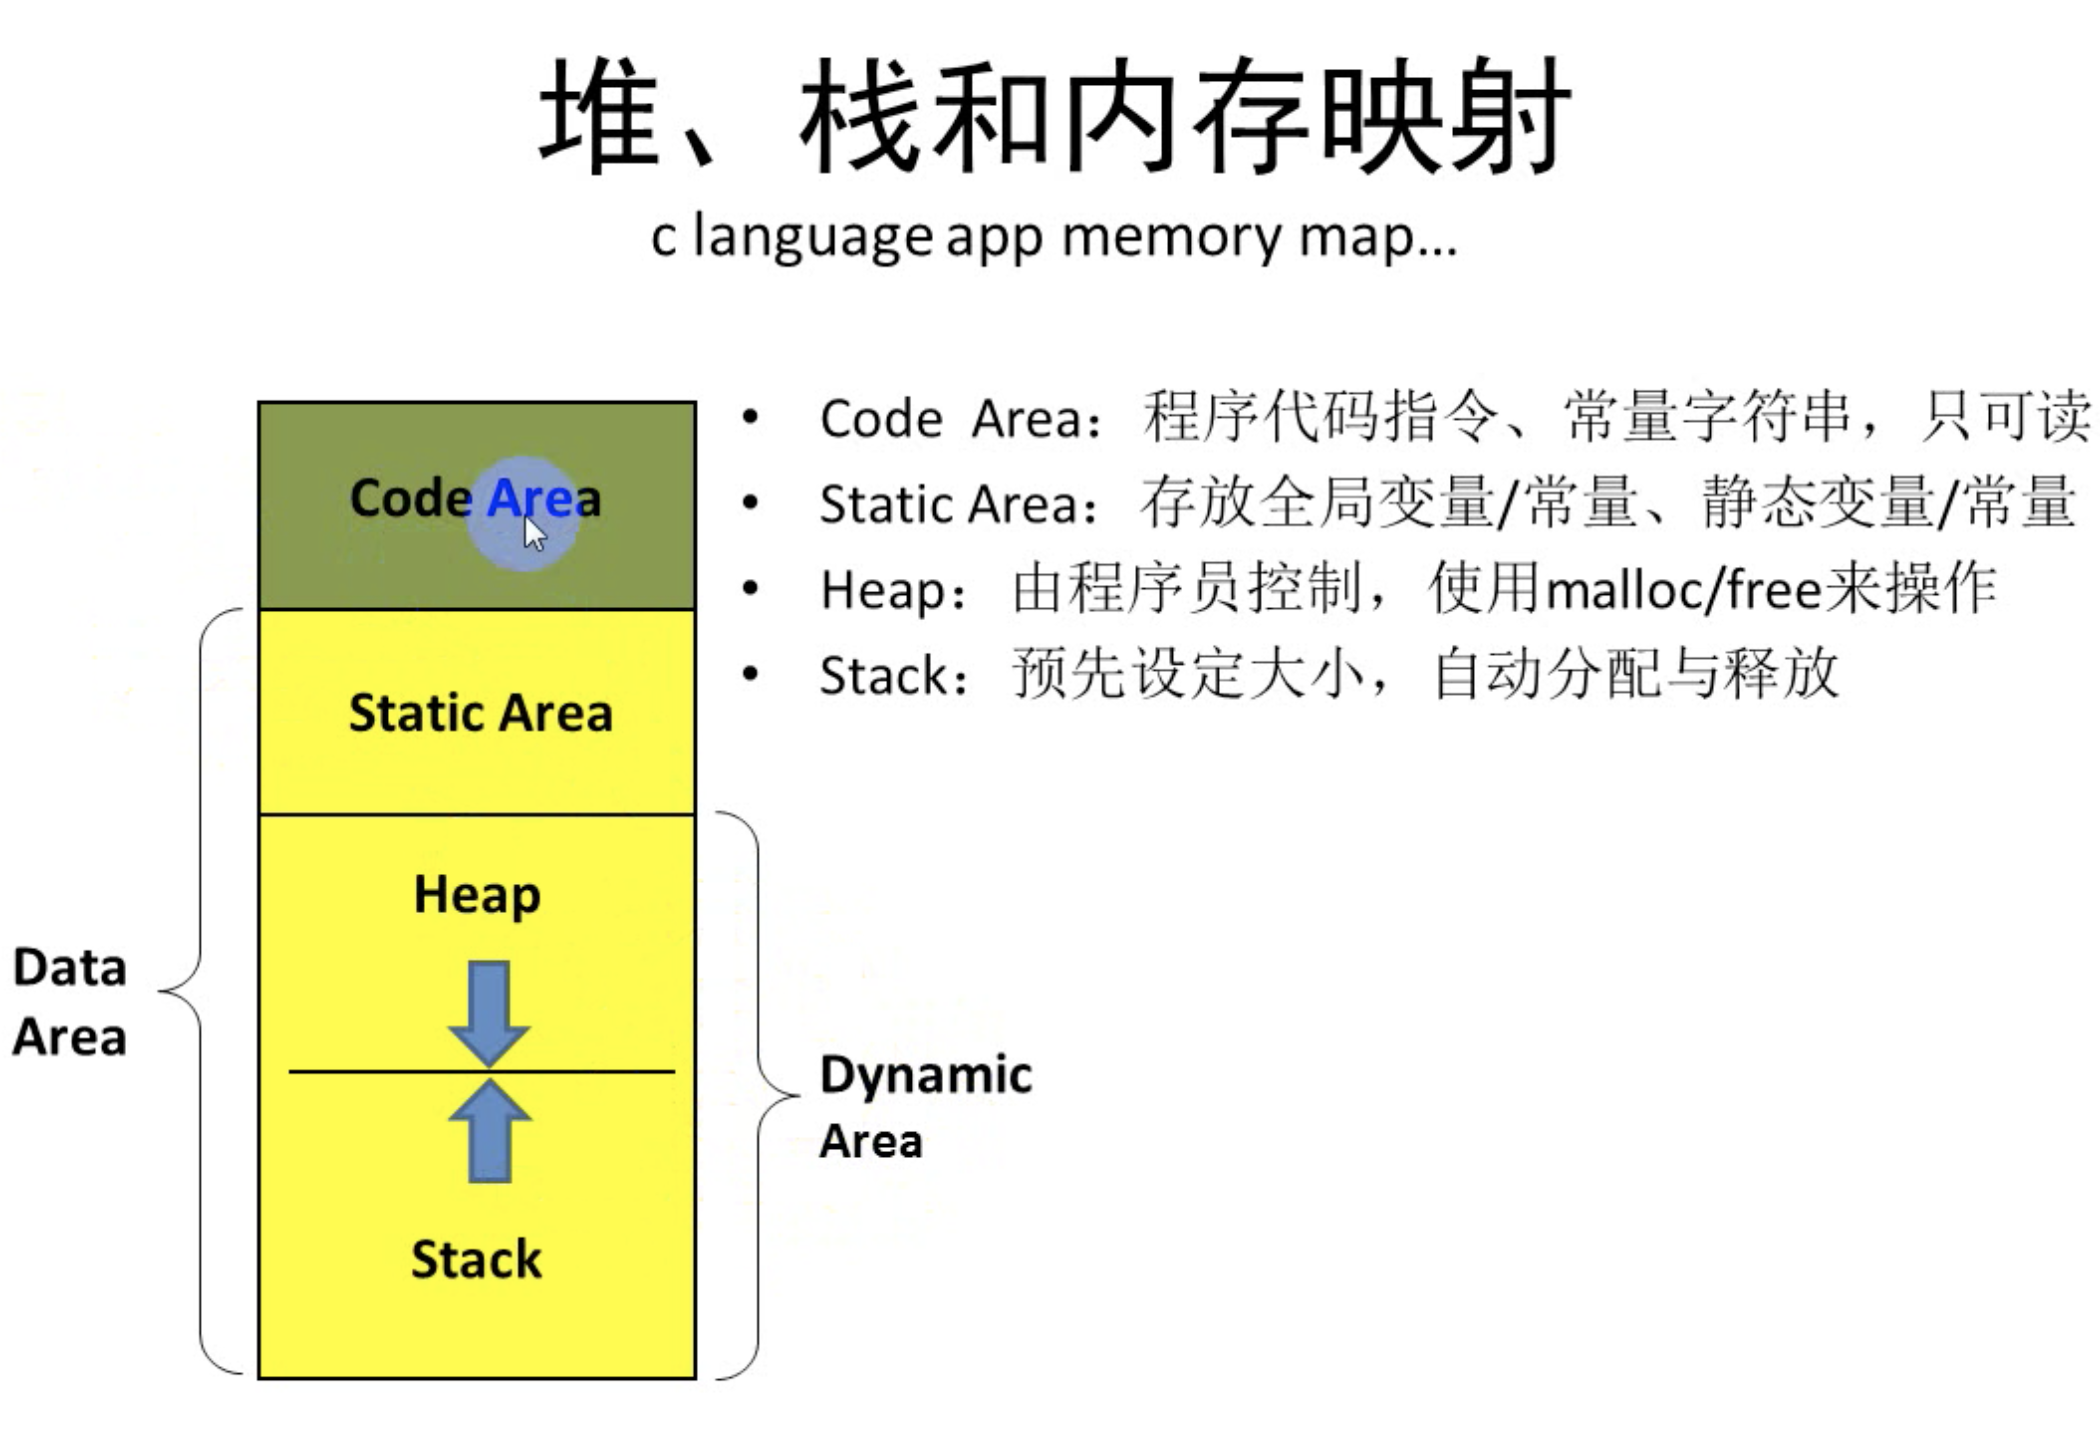 堆、栈和内存映射
c language app memory map...
Code Area：程序代码指令、常量字符串，只可读
Static Area：存放全局变量/常量、静态变量/常量
Heap：由程序员控制，使用malloc/free来操作
Stack：预先设定大小，自动分配与释放
Code Area
Static Area
Heap
Stack
Data
Area
Dynamic
Area